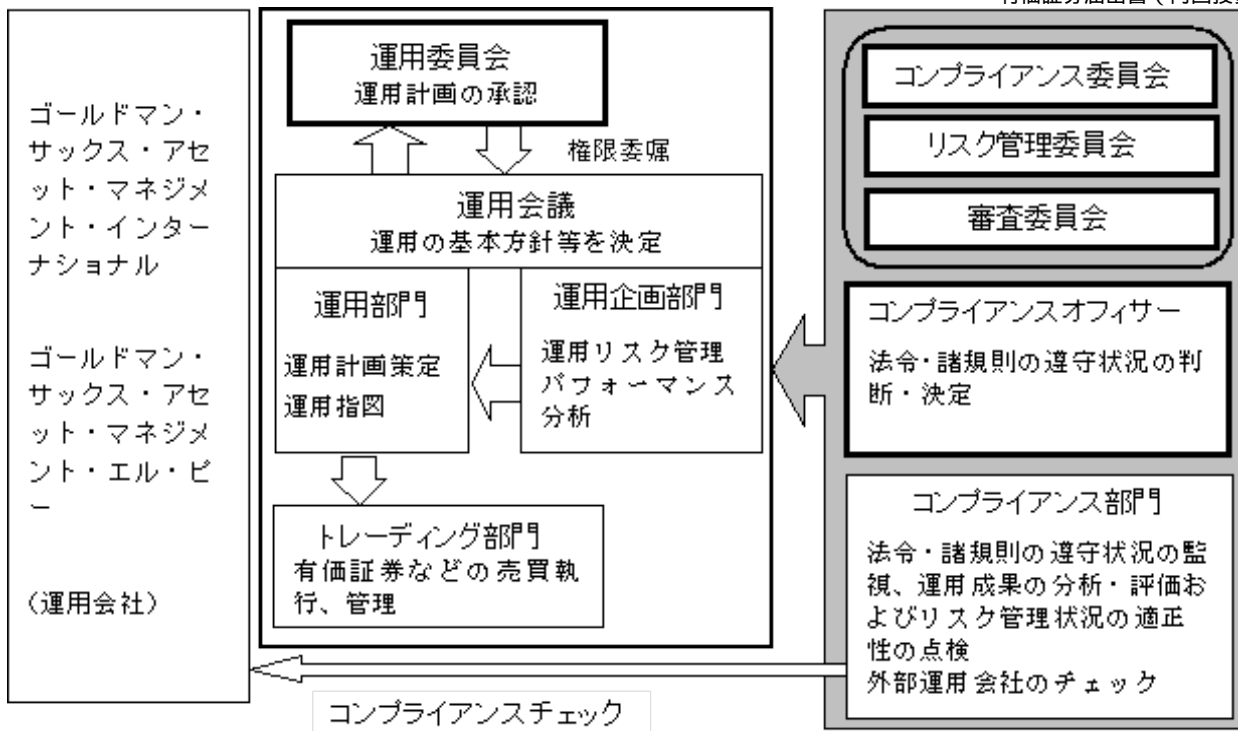 ゴールドマン・
サックス・アセ
ット・マネジメ
ント・インター
ナショナル
ゴールドマン・
サックス・アセ
ット・マネジメ
ント・エル・ピ
ー
(運用会社)
運用委員会
運用計画の承認
権限委嘱
運用会議
運用の基本方針等を決定
運用部門
運用計画策定
運用指図
運用企画部門
運用リスク管理
パフォーマンス
分析
トレーディング部門
有価証券などの売買執
行、管理
コンプライアンス委員会
リスク管理委員会
審査委員会
コンプライアンスオフィサー
法令・諸規則の遵守状況の判
断・決定
コンプライアンス部門
法令・諸規則の遵守状況の監
視、運用成果の分析・評価お
よびリスク管理状況の適正
性の点検
外部運用会社のチェック
コンプライアンスチェック